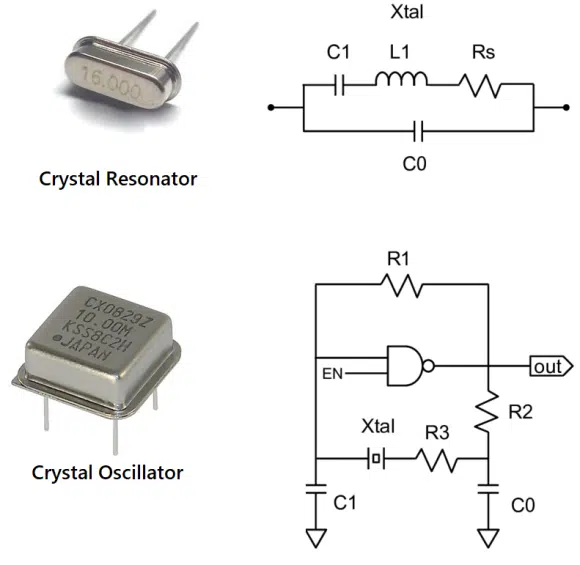 Xtal
C1 L1 Rs
16.000
C0
Crystal Resonator
R1
CX0829Z
10.00M
KSS8C2H
JAPAN
EN
out
R2
Xtal R3
C1
C0
Crystal Oscillator